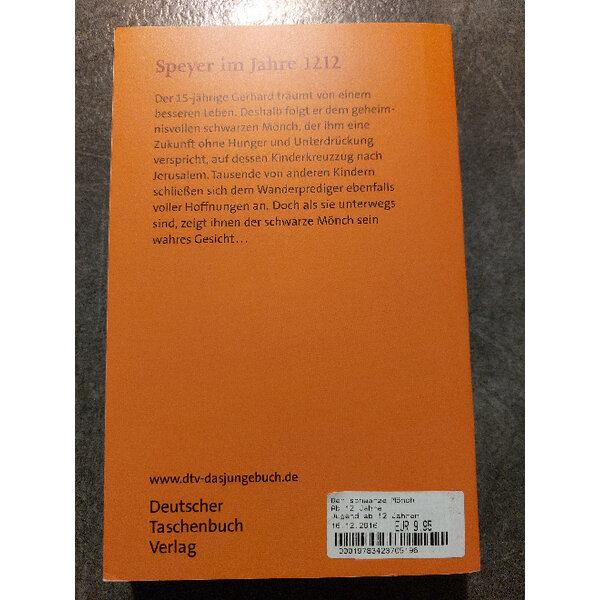 Speyer im Jahre 1212
Der 15-jährige Gerhard träumt von einem
besseren Leben. Deshalb folgt er dem geheim-
nisvollen schwarzen Mönch, der ihm eine
Zukunft ohne Hunger und Unterdrückung
verspricht, auf dessen Kinderkreuzzug nach
Jerusalem. Tausende von anderen Kindern
schließen sich dem Wanderprediger ebenfalls
voller Hoffnungen an. Doch als sie unterwegs
sind, zeigt ihnen der schwarze Mönch sein
wahres Gesicht...
www.dtv-dasjungebuch.de
Deutscher
Taschenbuch
Verlag
Der schwarze Mönch
Ab 12 Jahre
Jugend ab 12 Jahren
16.12.2016 EUR 9.95
00019783423705196